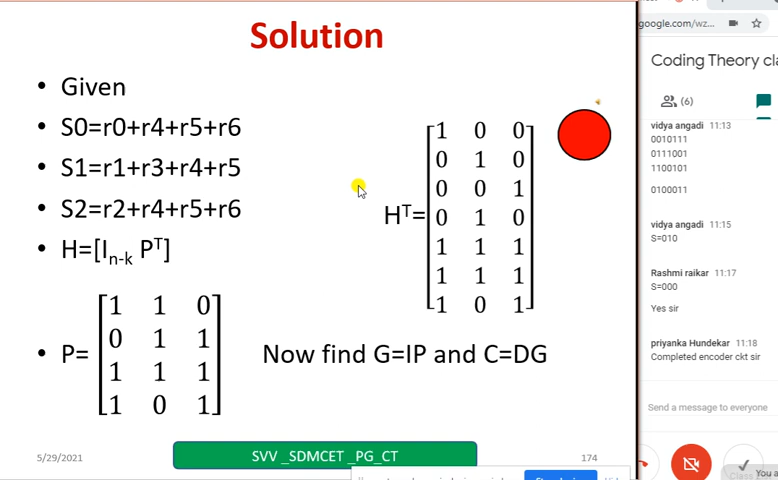 Solution
• Given
• S0=r0+r4+r5+r6
• S1=r1+r3+r4+r5
• S2=r2+r4+r5+r6
• H=[Iₙ₋ₖ Pᵀ]
• P=
1 1 0
0 1 1
1 1 1
1 0 1
Hᵀ=
1 0 0
0 1 0
0 0 1
0 1 0
1 1 1
1 1 1
1 0 1
Now find G=IP and C=DG
5/29/2021
SVV _SDMCET _PG_CT
174
google.com/wz...
Coding Theory cla
(6)
vidya angadi 11:13
0010111
0111001
1100101
0100011
vidya angadi 11:15
S=010
Rashmi raikar 11:17
S=000
Yes sir
priyanka Hundekar 11:18
Completed encoder ckt sir
Send a message to everyone
You a